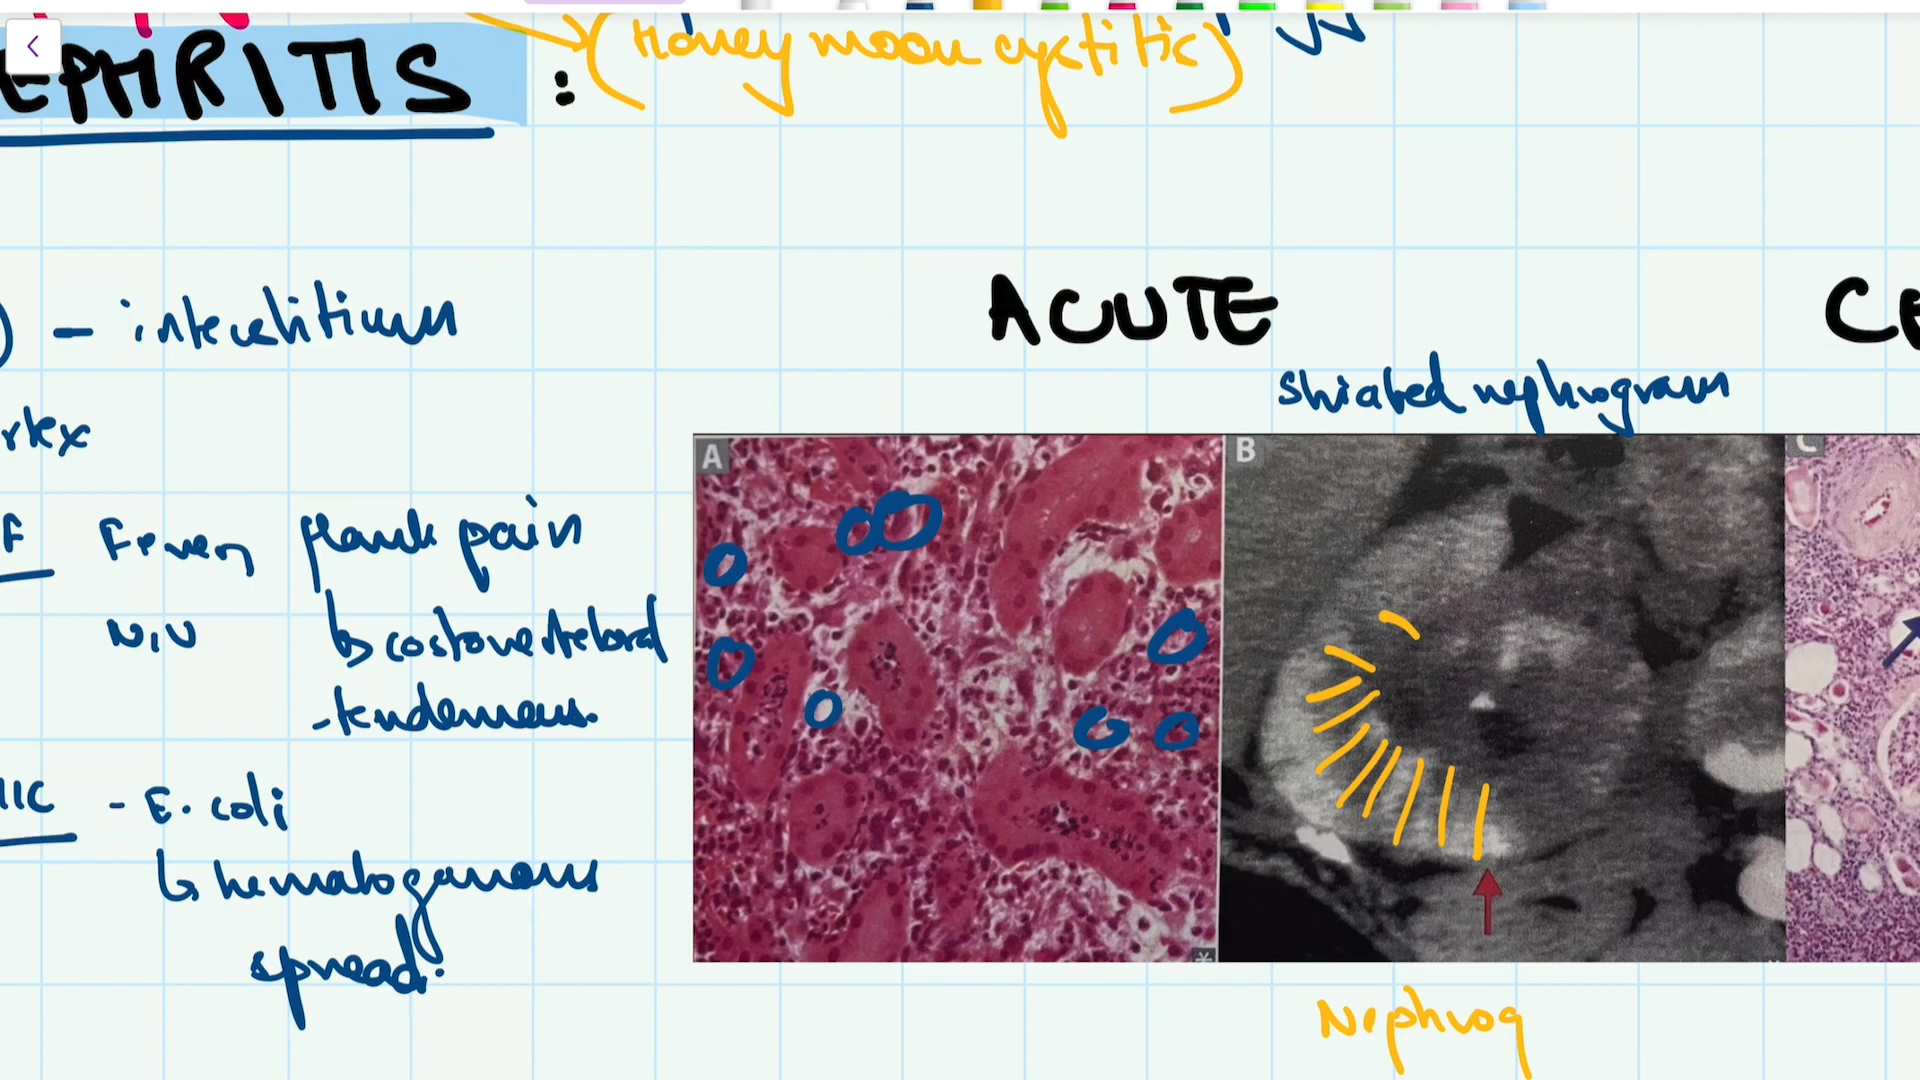 (Honey moon cystitis)
EPHRITIS :
ACUTE
CE
- interstitium
Striated nephrogram
rtex
A
B
C
F Fever flank pain
N/V ↳ costovertebral
- tenderness.
- E. coli
↳ hematogenous
spread.
Nephrog